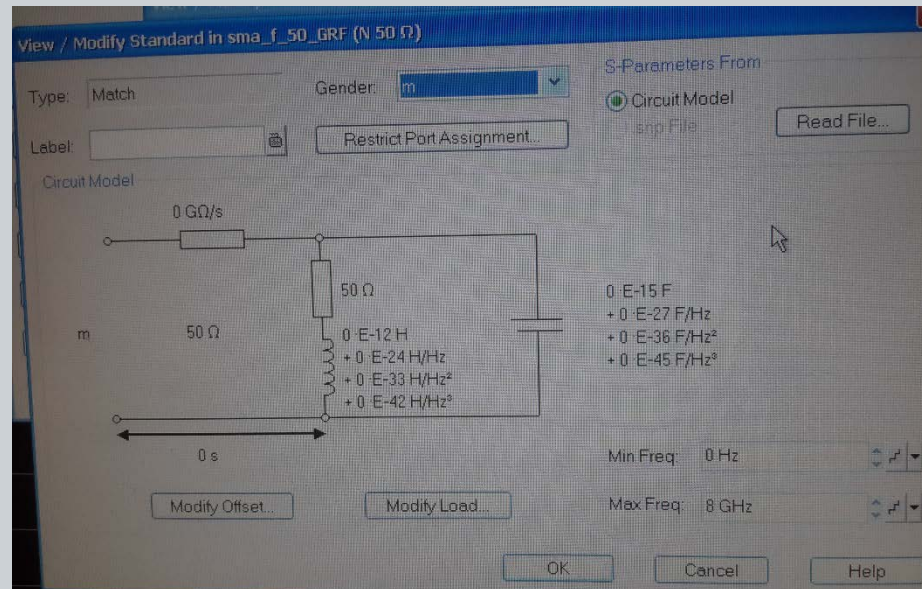 View / Modify Standard in sma_f_50_GRF (N 50 Ω)
Type: Match
Gender: m
S-Parameters From
Circuit Model
.snp File
Read File...
Label:
Restrict Port Assignment...
Circuit Model
0 GΩ/s
50 Ω
m
50 Ω
0 ·E-12 H
+ 0 ·E-24 H/Hz
+ 0 ·E-33 H/Hz²
+ 0 ·E-42 H/Hz³
0 ·E-15 F
+ 0 ·E-27 F/Hz
+ 0 ·E-36 F/Hz²
+ 0 ·E-45 F/Hz³
0 s
Min Freq: 0 Hz
Max Freq: 8 GHz
Modify Offset...
Modify Load...
OK
Cancel
Help